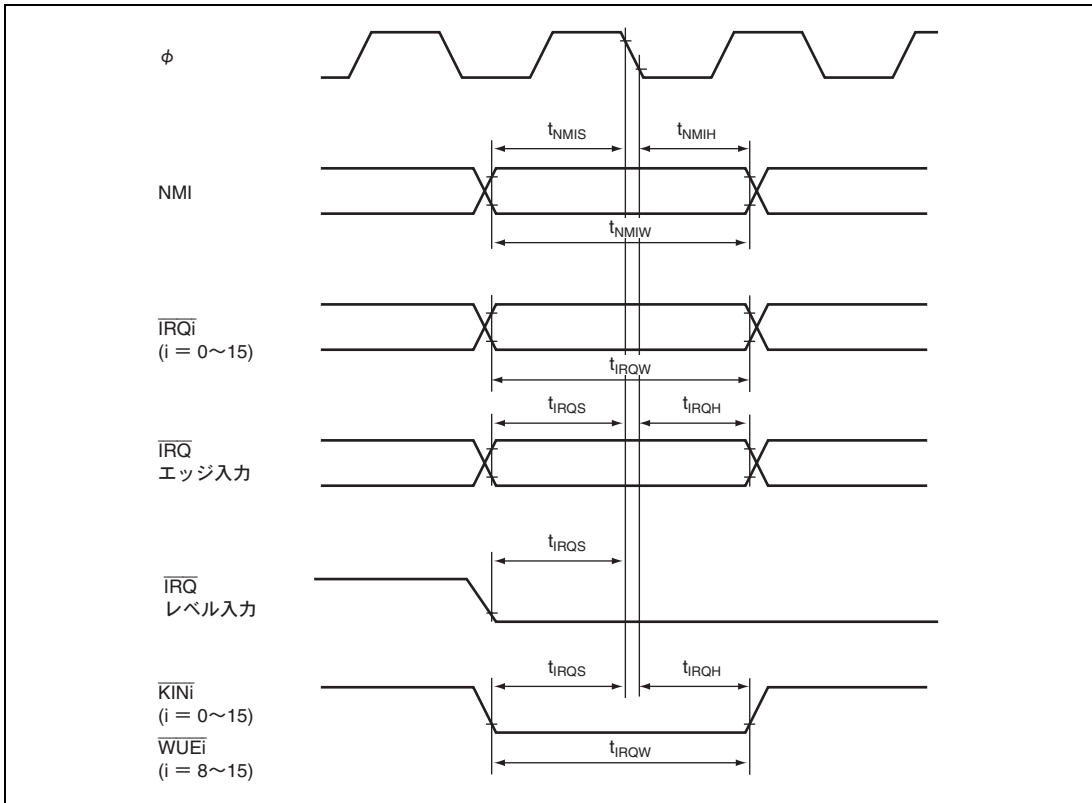 φ
tNMIS tNMIH
NMI
tNMIW
IRQi
(i = 0～15)
tIRQW
tIRQS tIRQH
IRQ
エッジ入力
tIRQS
IRQ
レベル入力
tIRQS tIRQH
KINi
(i = 0～15)
WUEi
(i = 8～15)
tIRQW